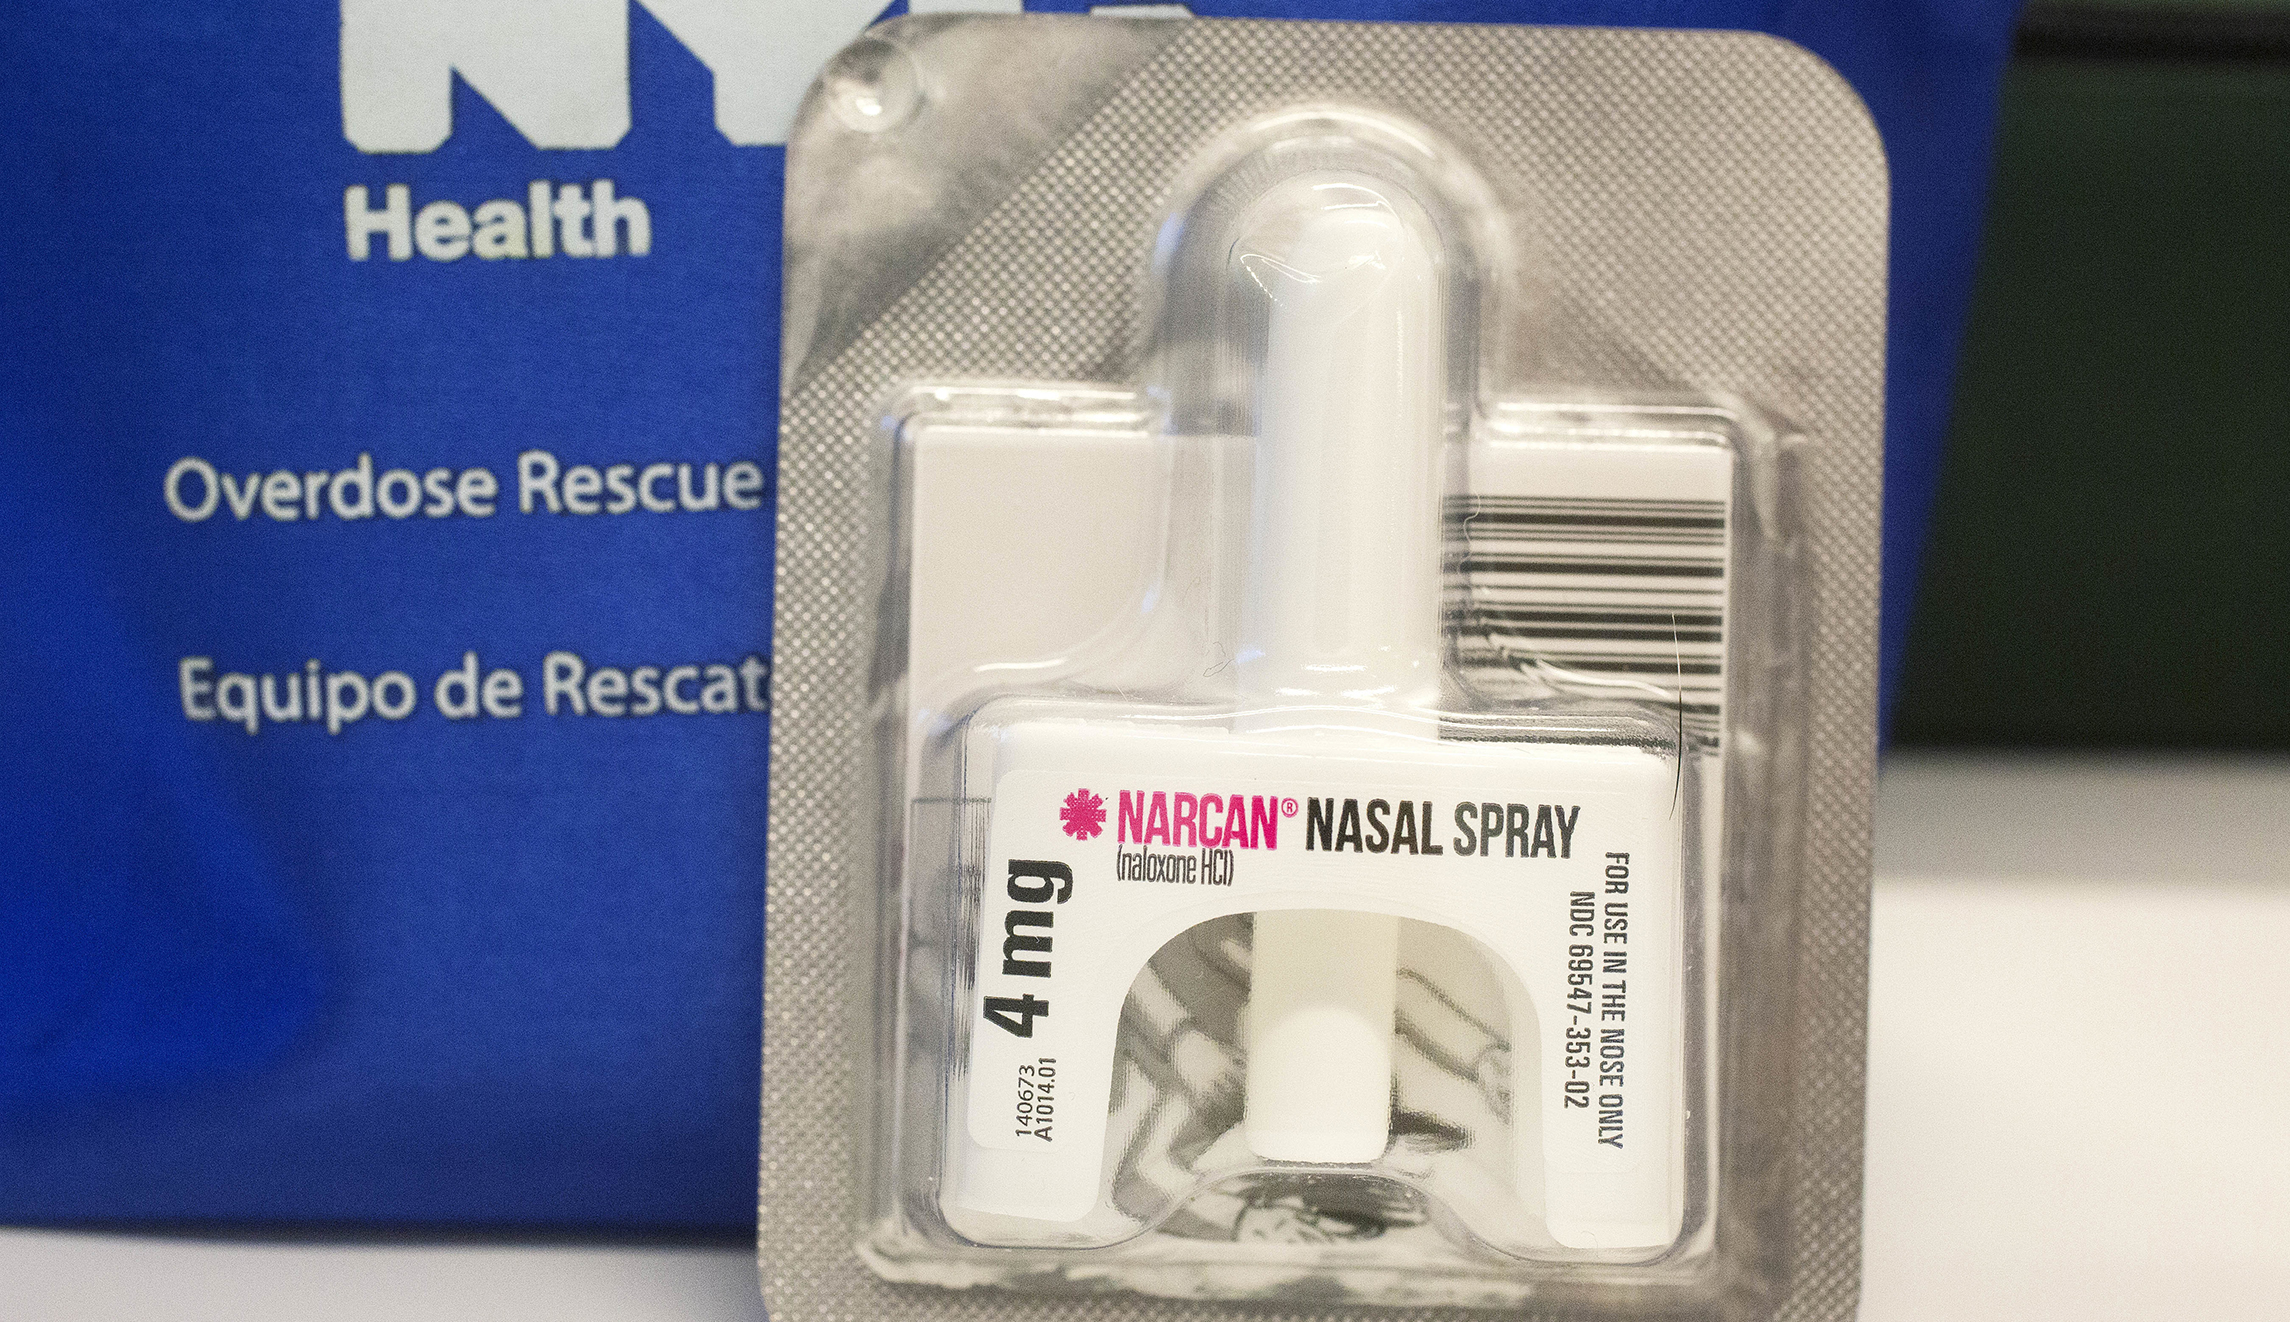 Health
Overdose Rescue
Equipo de Rescat
NARCAN® NASAL SPRAY
(naloxone HCl)
4 mg
140673
A1014.01
FOR USE IN THE NOSE ONLY
NDC 69547-353-02